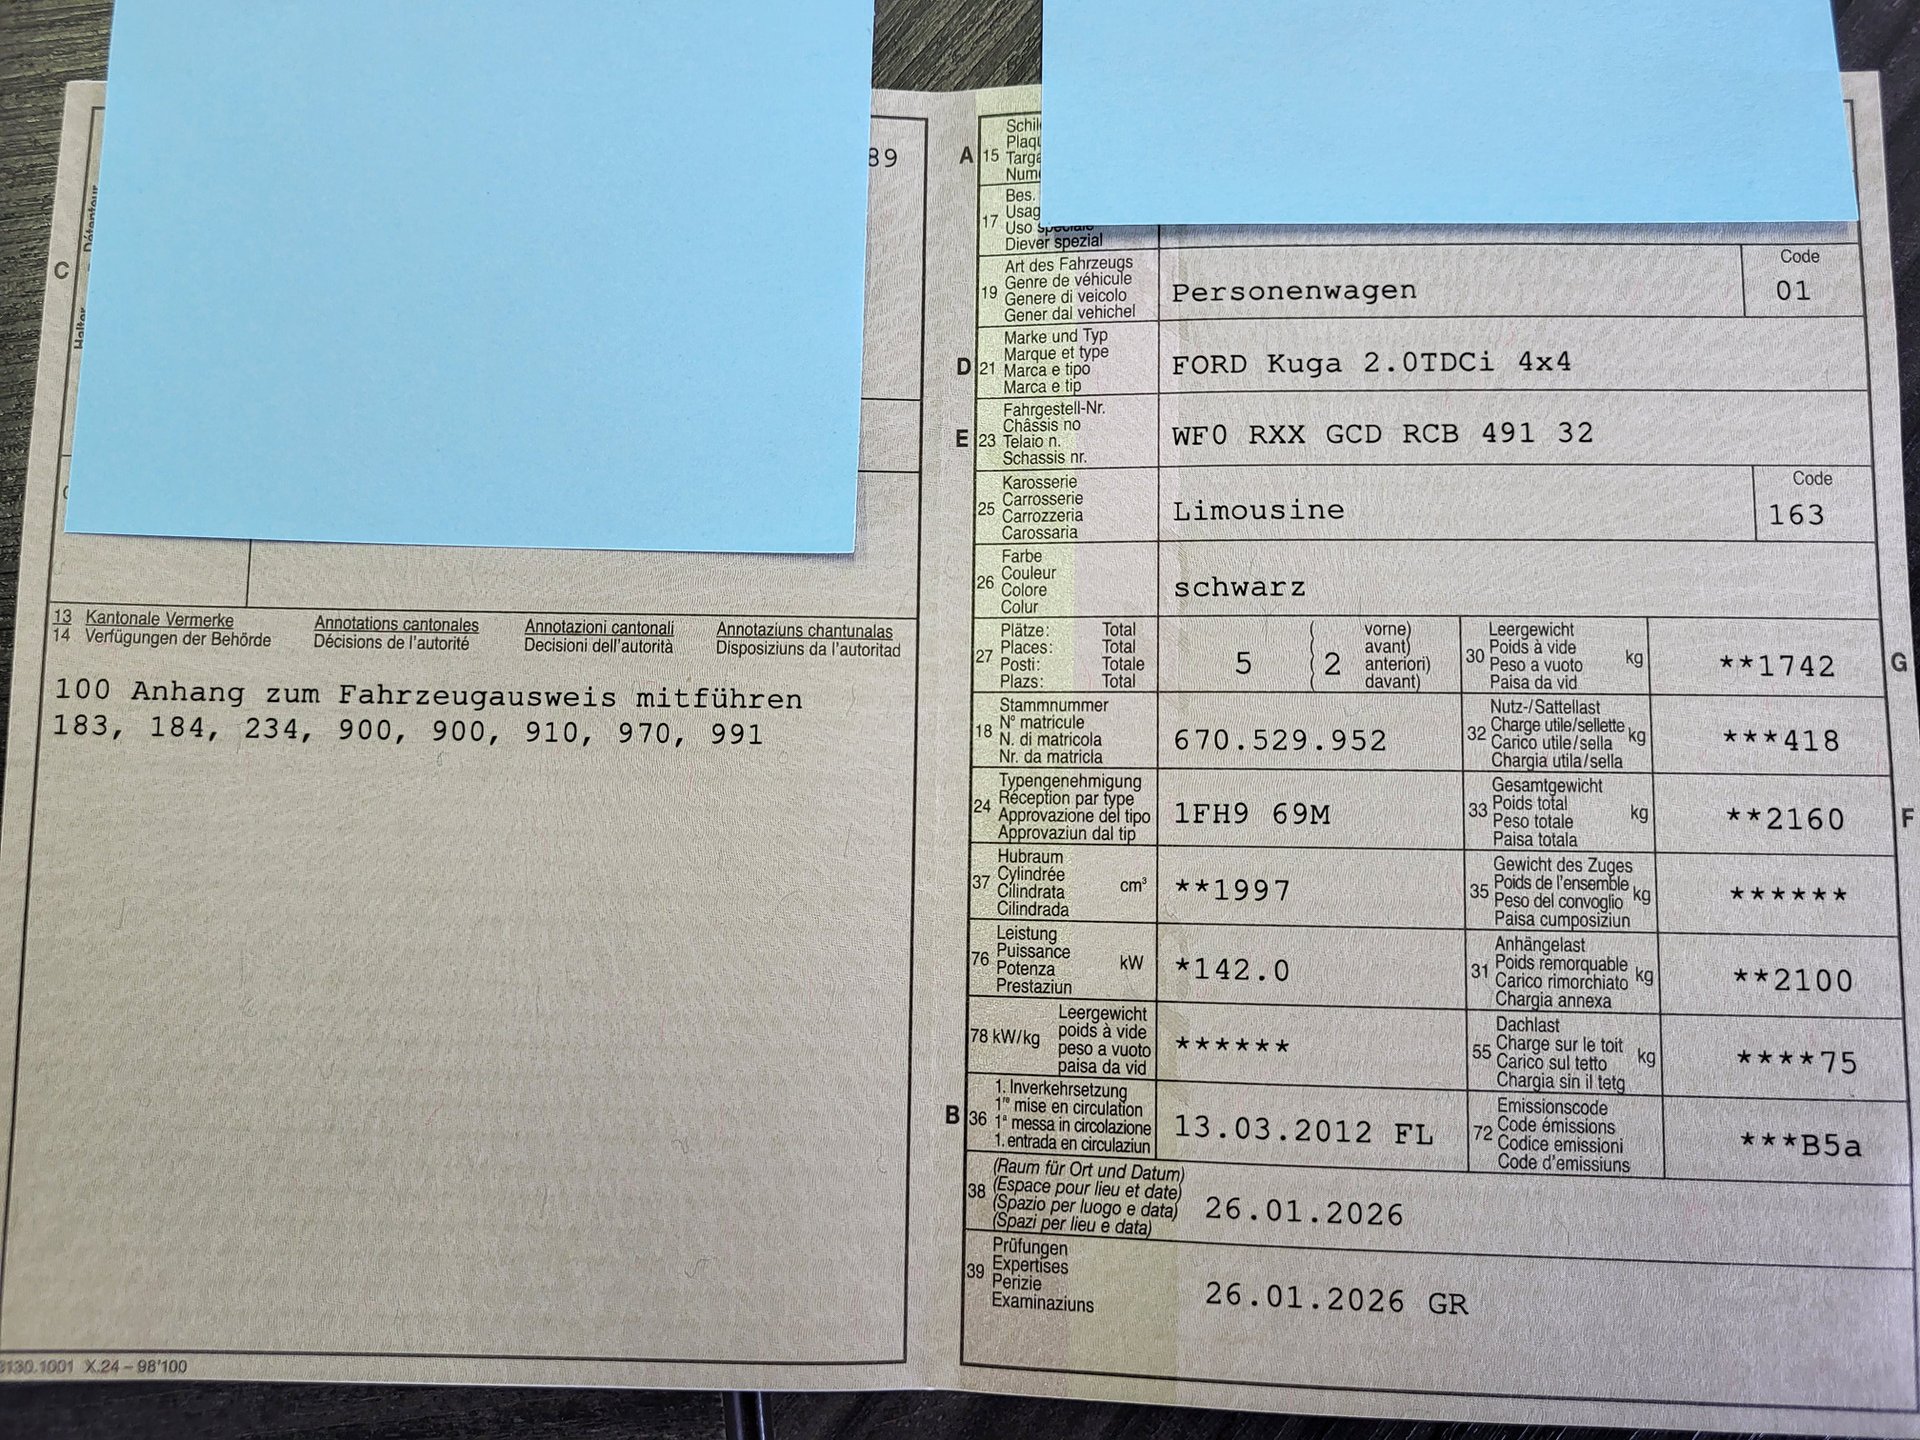 89
C
Détenteur
Halter
13 Kantonale Vermerke Annotations cantonales Annotazioni cantonali Annotaziuns chantunalas
14 Verfügungen der Behörde Décisions de l'autorité Decisioni dell'autorità Disposiziuns da l'autoritad
100 Anhang zum Fahrzeugausweis mitführen
183, 184, 234, 900, 900, 910, 970, 991
X.24 – 98'100
A 15
17
Uso speciale
Diever spezial
Art des Fahrzeugs
Genre de véhicule
19 Genere di veicolo Personenwagen Code 01
Gener dal vehichel
Marke und Typ
Marque et type
D 21 Marca e tipo FORD Kuga 2.0TDCi 4x4
Marca e tip
Fahrgestell-Nr.
Châssis no
E 23 Telaio n. WF0 RXX GCD RCB 491 32
Schassis nr.
Karosserie
Carrosserie
25 Carrozzeria Limousine Code 163
Carossaria
Farbe
Couleur
26 Colore schwarz
Colur
Plätze: Total vorne)
Places: Total avant)
27 Posti: Totale 5 ( 2 anteriori)
Plazs: Total davant)
Leergewicht
Poids à vide
30 Peso a vuoto kg **1742 G
Paisa da vid
Stammnummer
N° matricule
18 N. di matricola 670.529.952
Nr. da matricla
Nutz-/Sattellast
Charge utile/sellette
32 Carico utile/sella kg ***418
Chargia utila/sella
Typengenehmigung
Réception par type
24 Approvazione del tipo 1FH9 69M
Approvaziun dal tip
Gesamtgewicht
Poids total
33 Peso totale kg **2160 F
Paisa totala
Hubraum
Cylindrée
37 Cilindrata cm³ **1997
Cilindrada
Gewicht des Zuges
Poids de l'ensemble
35 Peso del convoglio kg ******
Paisa cumposiziun
Leistung
Puissance
76 Potenza kW *142.0
Prestaziun
Anhängelast
Poids remorquable
31 Carico rimorchiato kg **2100
Chargia annexa
Leergewicht
poids à vide
78 kW/kg peso a vuoto ******
paisa da vid
Dachlast
Charge sur le toit
55 Carico sul tetto kg ****75
Chargia sin il tetg
1. Inverkehrsetzung
1re mise en circulation
B 36 1a messa in circolazione 13.03.2012 FL
1. entrada en circulaziun
Emissionscode
Code émissions
72 Codice emissioni ***B5a
Code d'emissiuns
(Raum für Ort und Datum)
38 (Espace pour lieu et date) 26.01.2026
(Spazio per luogo e data)
(Spazi per lieu e data)
Prüfungen
39 Expertises 26.01.2026 GR
Perizie
Examinaziuns